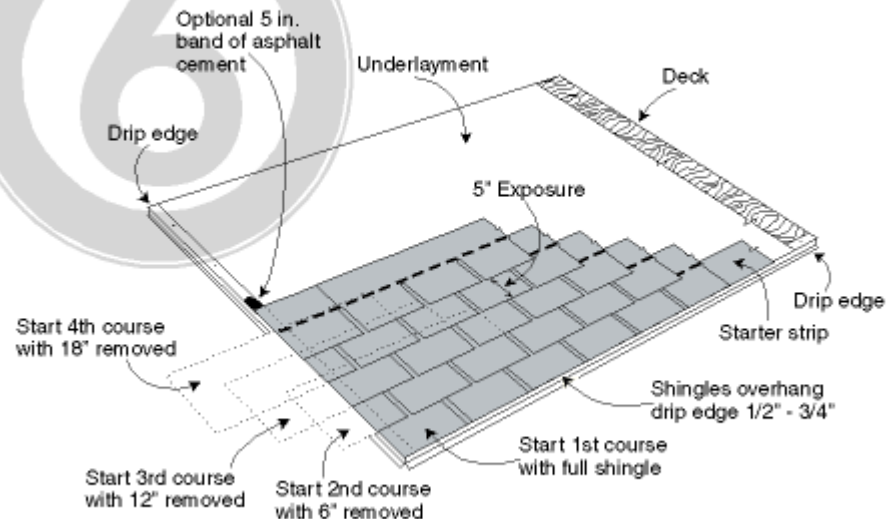 6
Optional 5 in.
band of asphalt
cement
Underlayment
Deck
Drip edge
5" Exposure
Drip edge
Starter strip
Start 4th course
with 18" removed
Shingles overhang
drip edge 1/2" - 3/4"
Start 1st course
with full shingle
Start 3rd course
with 12" removed
Start 2nd course
with 6" removed